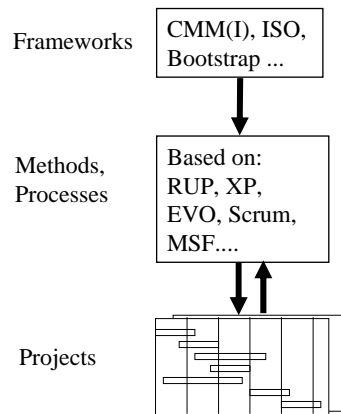 Frameworks
CMM(I), ISO,
Bootstrap ...
Methods,
Processes
Based on:
RUP, XP,
EVO, Scrum,
MSF....
Projects